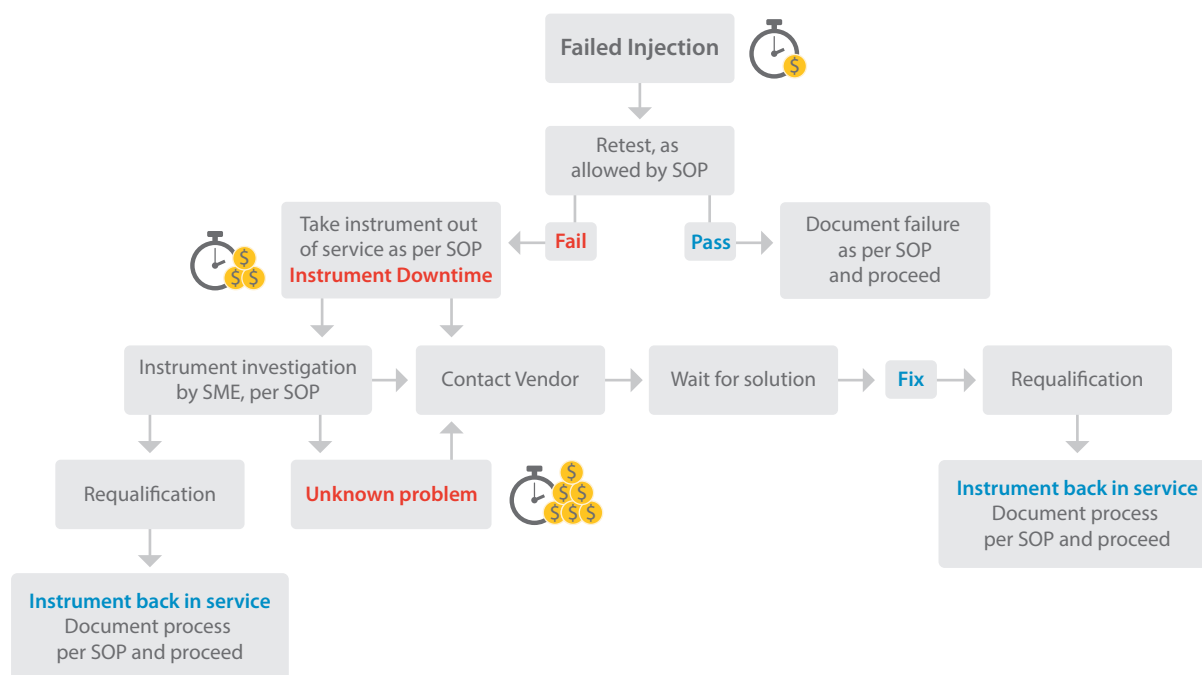 Failed Injection
$
Retest, as
allowed by SOP
Take instrument out
of service as per SOP
Instrument Downtime
$
$ $
Fail
Pass
Document failure
as per SOP
and proceed
Instrument investigation
by SME, per SOP
Contact Vendor
Wait for solution
Fix
Requalification
Requalification
Unknown problem
$
$ $
$ $ $
Instrument back in service
Document process
per SOP and proceed
Instrument back in service
Document process
per SOP and proceed